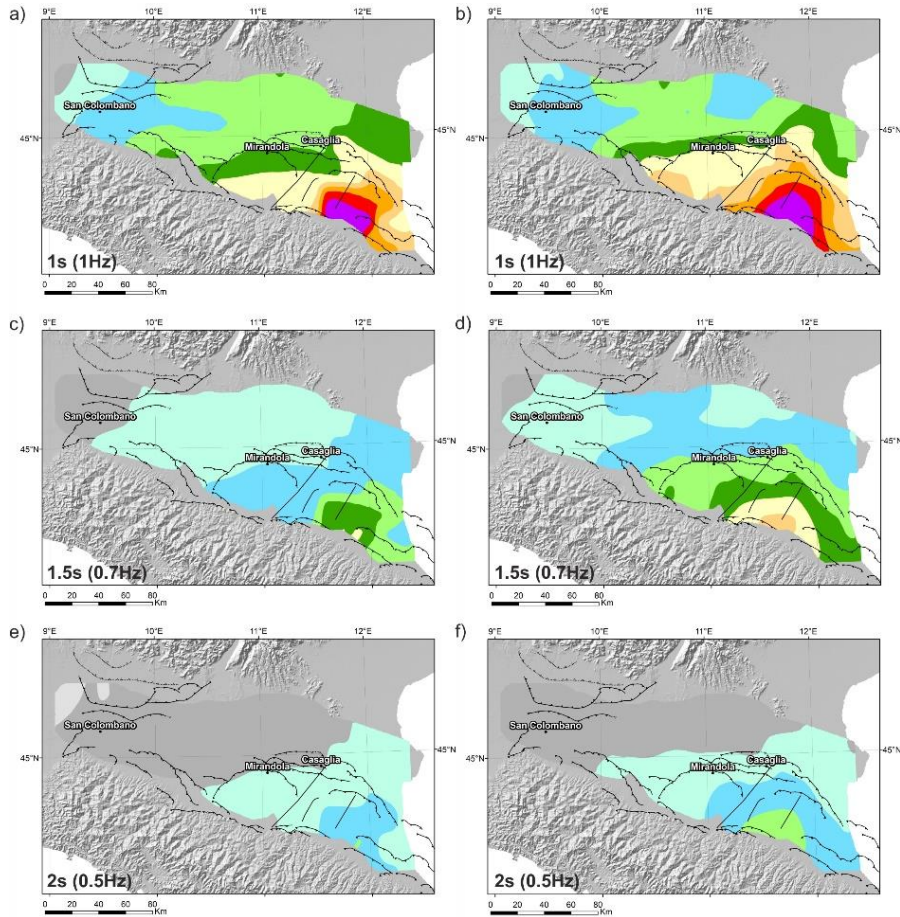 a)
b)
9°E 10°E 11°E 12°E
9°E 10°E 11°E 12°E
San Colombano
Mirandola
Casaglia
45°N
San Colombano
Mirandola
Casaglia
45°N
45°N
1s (1Hz)
1s (1Hz)
0 20 40 60 80 Km
0 20 40 60 80 Km
c)
d)
9°E 10°E 11°E 12°E
9°E 10°E 11°E 12°E
San Colombano
45°N
Mirandola
Casaglia
45°N
San Colombano
45°N
Mirandola
Casaglia
45°N
1.5s (0.7Hz)
1.5s (0.7Hz)
0 20 40 60 80 Km
0 20 40 60 80 Km
e)
f)
9°E 10°E 11°E 12°E
9°E 10°E 11°E 12°E
San Colombano
45°N
Mirandola
Casaglia
45°N
San Colombano
45°N
Mirandola
Casaglia
45°N
2s (0.5Hz)
2s (0.5Hz)
0 20 40 60 80 Km
0 20 40 60 80 Km